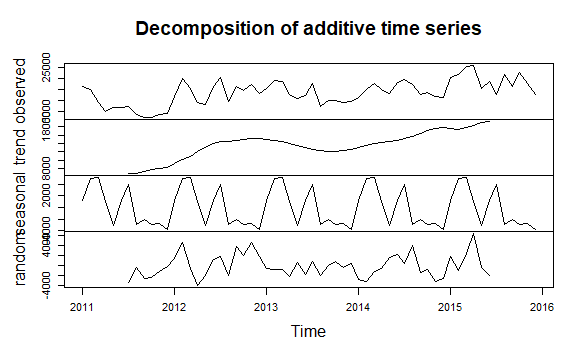 Decomposition of additive time series
observed
25000
trend
18000
8000
seasonal
2000
random
4000
-4000
2011 2012 2013 2014 2015 2016
Time